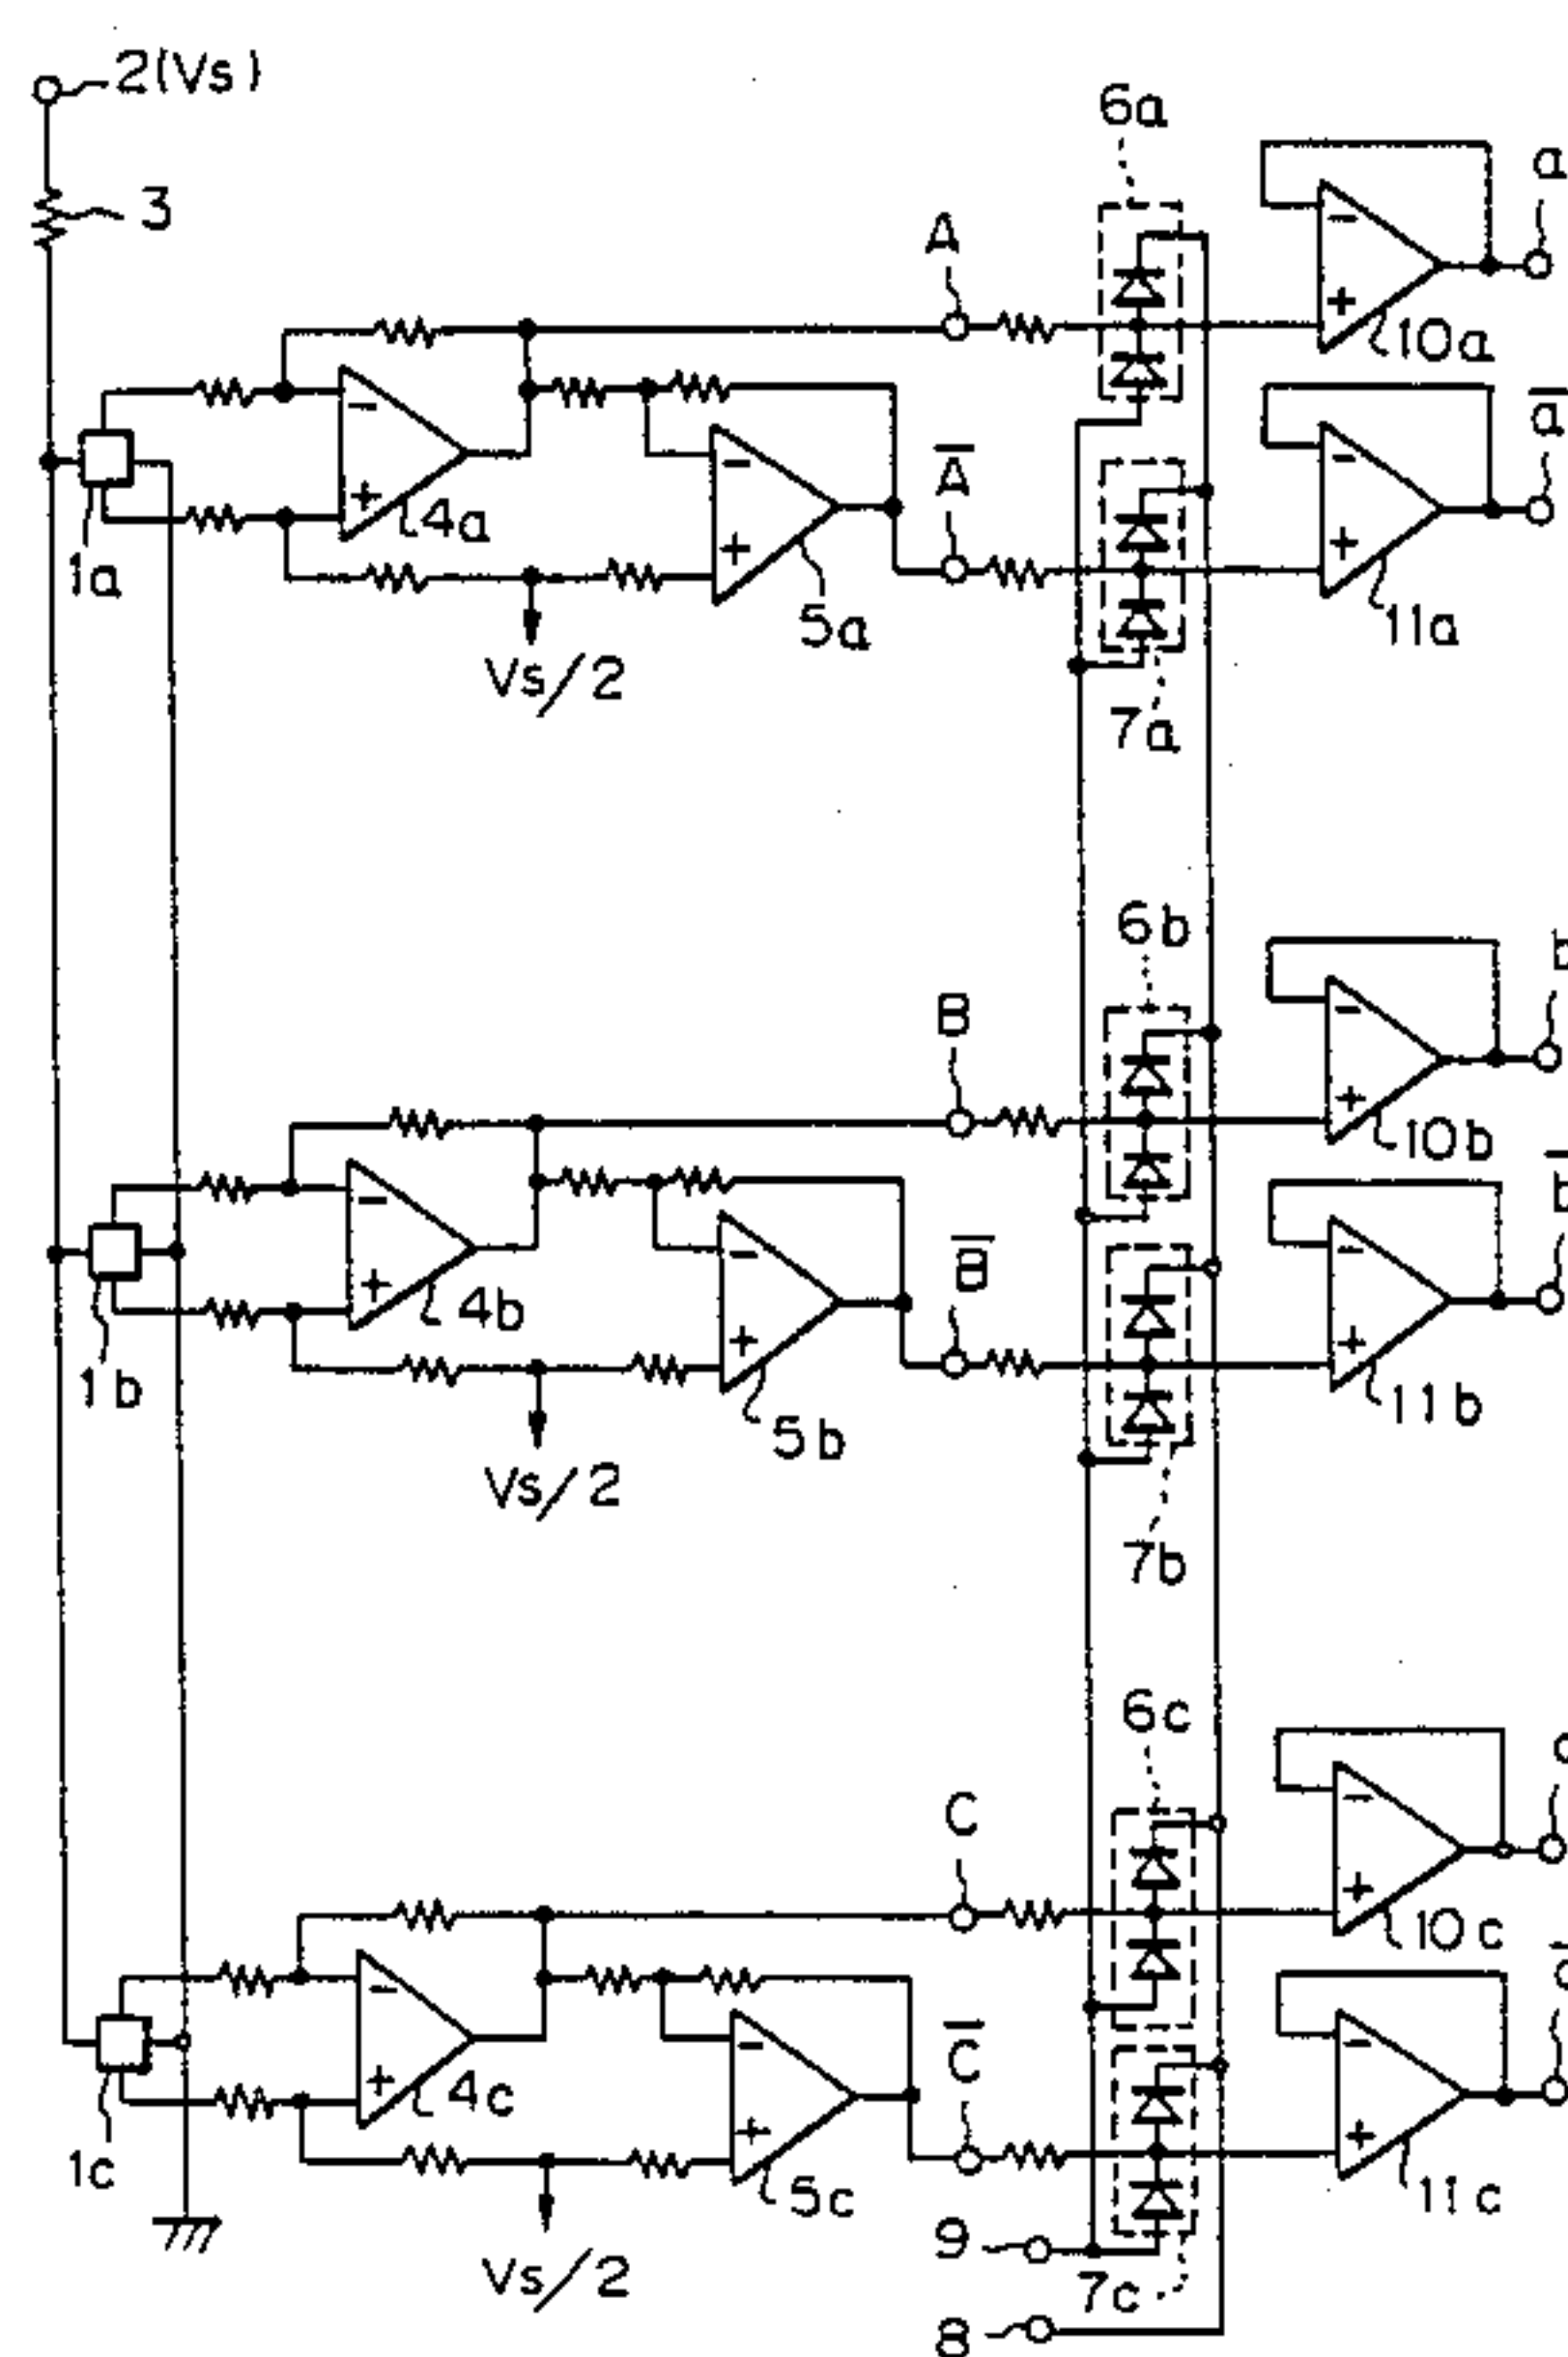 2(Vs)
3
6a
A
a
-
+
10a
-
+
4a
1a
A̅
-
+
5a
Vs/2
7a
a̅
-
+
11a
6b
B
b
-
+
10b
-
+
4b
1b
B̅
-
+
5b
Vs/2
7b
b̅
-
+
11b
6c
C
-
+
10c
-
+
4c
1c
C̅
-
+
5c
Vs/2
-
+
11c
9
7c
8